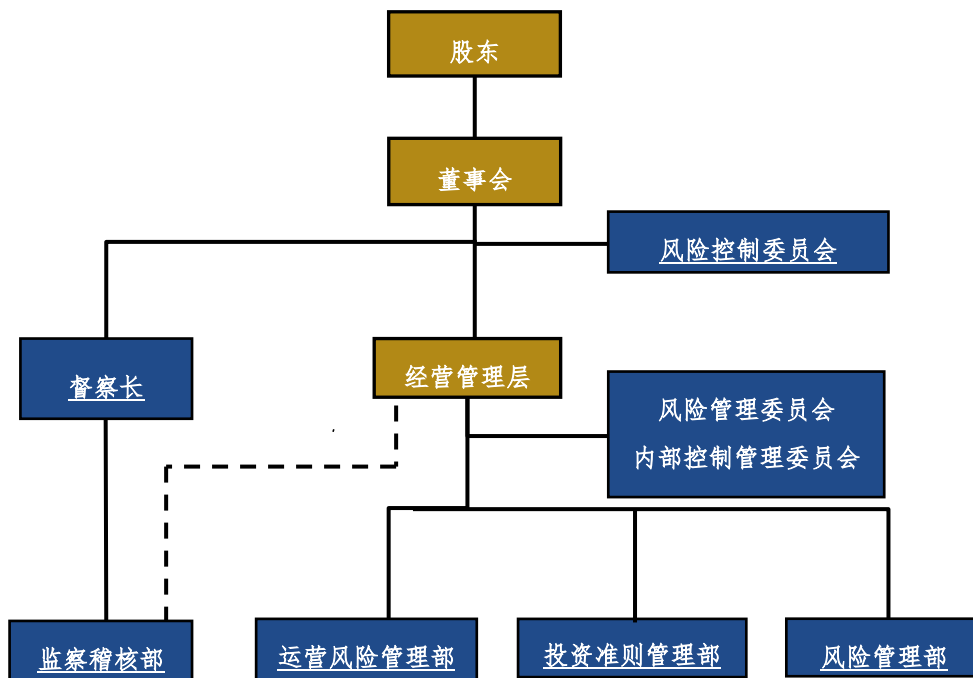 股东
董事会
风险控制委员会
督察长
经营管理层
风险管理委员会
内部控制管理委员会
监察稽核部
运营风险管理部
投资准则管理部
风险管理部